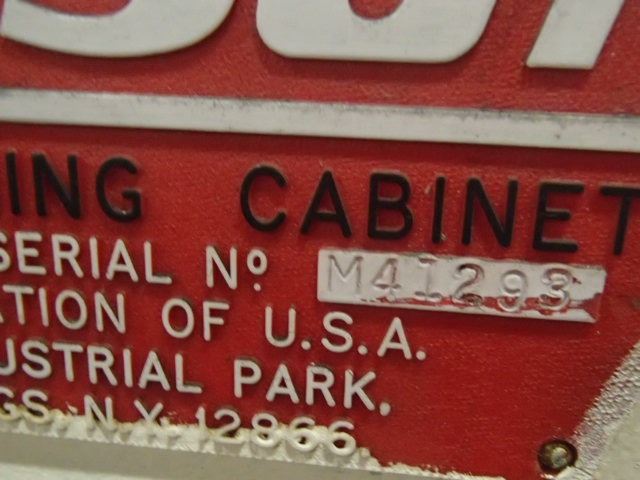 ING CABINET
SERIAL Nº M41293
ATION OF U.S.A.
USTRIAL PARK,
GS. N.Y. 12866